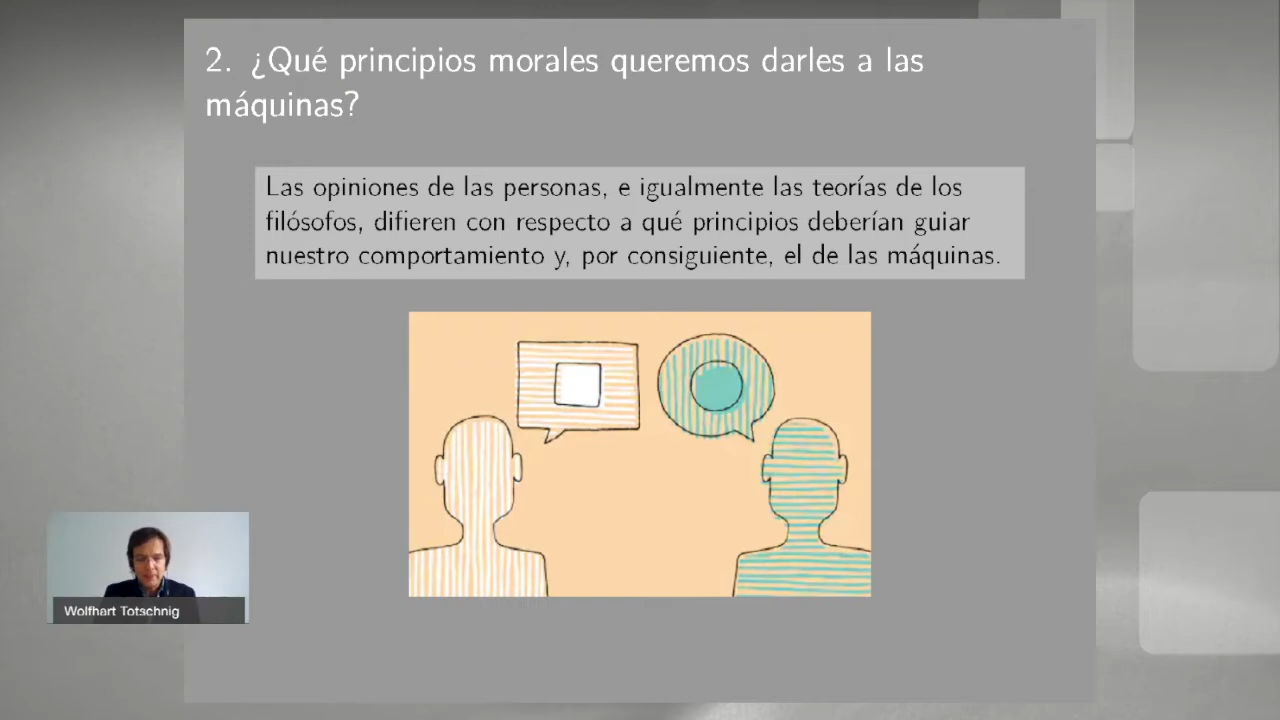 2. ¿Qué principios morales queremos darles a las
máquinas?
Las opiniones de las personas, e igualmente las teorías de los
filósofos, difieren con respecto a qué principios deberían guiar
nuestro comportamiento y, por consiguiente, el de las máquinas.
Wolfhart Totschnig